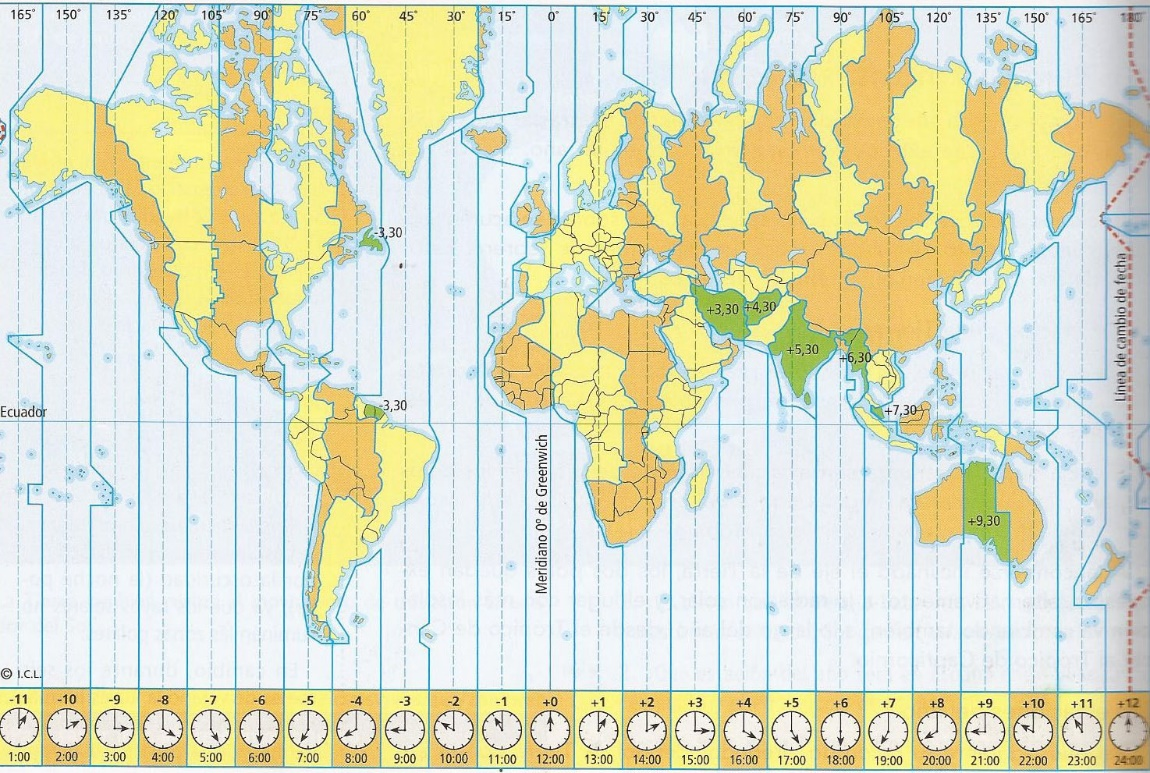 165° 150° 135° 120° 105° 90° 75° 60° 45° 30° 15° 0° 15° 30° 45° 60° 75° 90° 105° 120° 135° 150° 165° 180°
-3,30
+3,30
+4,30
+5,30
+6,30
Línea de cambio de fecha
Ecuador
-3,30
+7,30
Meridiano 0° de Greenwich
+9,30
© I.C.L.
-11 -10 -9 -8 -7 -6 -5 -4 -3 -2 -1 +0 +1 +2 +3 +4 +5 +6 +7 +8 +9 +10 +11 +12
1:00 2:00 3:00 4:00 5:00 6:00 7:00 8:00 9:00 10:00 11:00 12:00 13:00 14:00 15:00 16:00 17:00 18:00 19:00 20:00 21:00 22:00 23:00 24:00